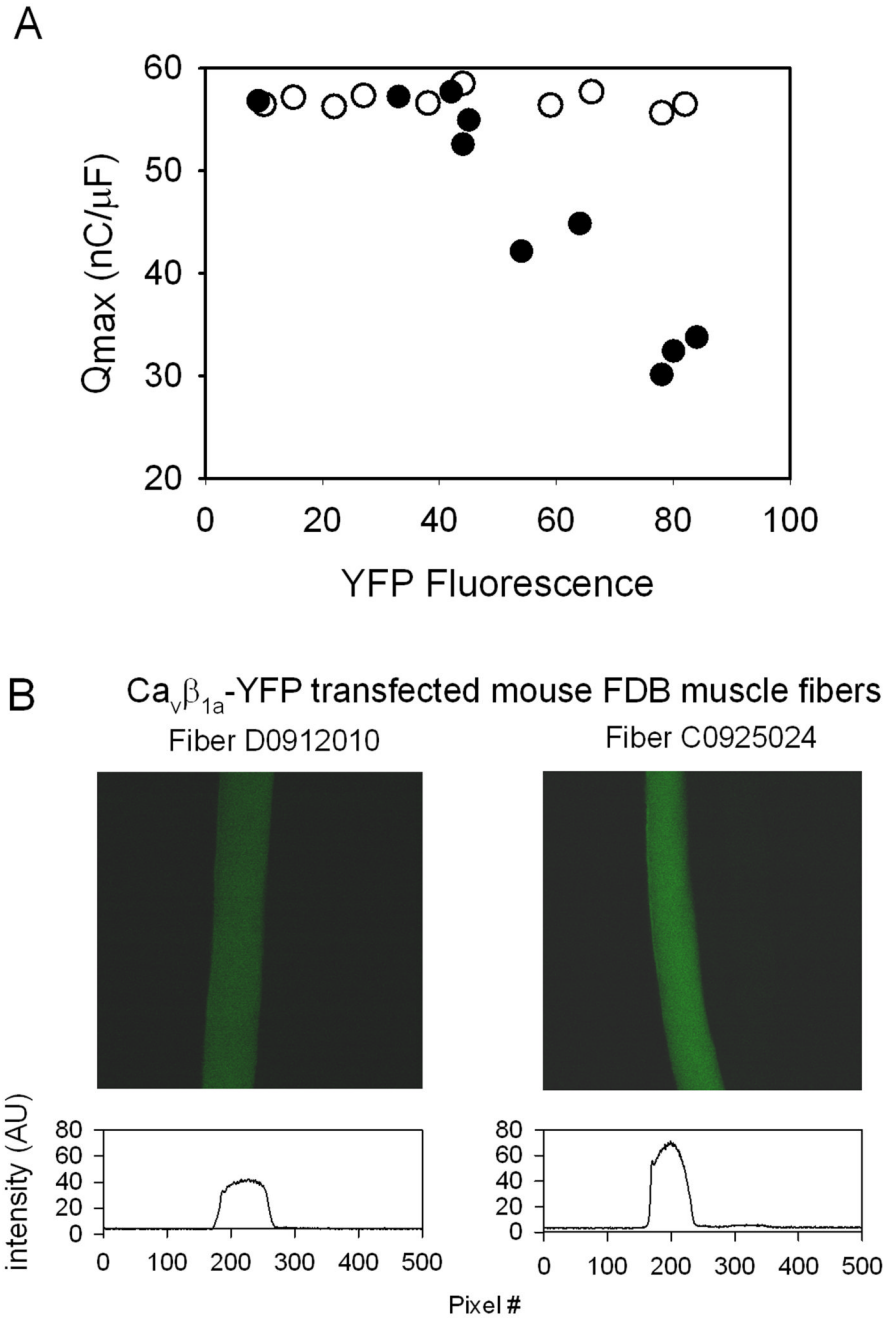 A
60
50
40
30
20
Qmax (nC/μF)
0 20 40 60 80 100
YFP Fluorescence
B
Caᵥβ₁ₐ-YFP transfected mouse FDB muscle fibers
Fiber D0912010
Fiber C0925024
intensity (AU)
80
60
40
20
0
0 100 200 300 400 500
80
60
40
20
0
0 100 200 300 400 500
Pixel #